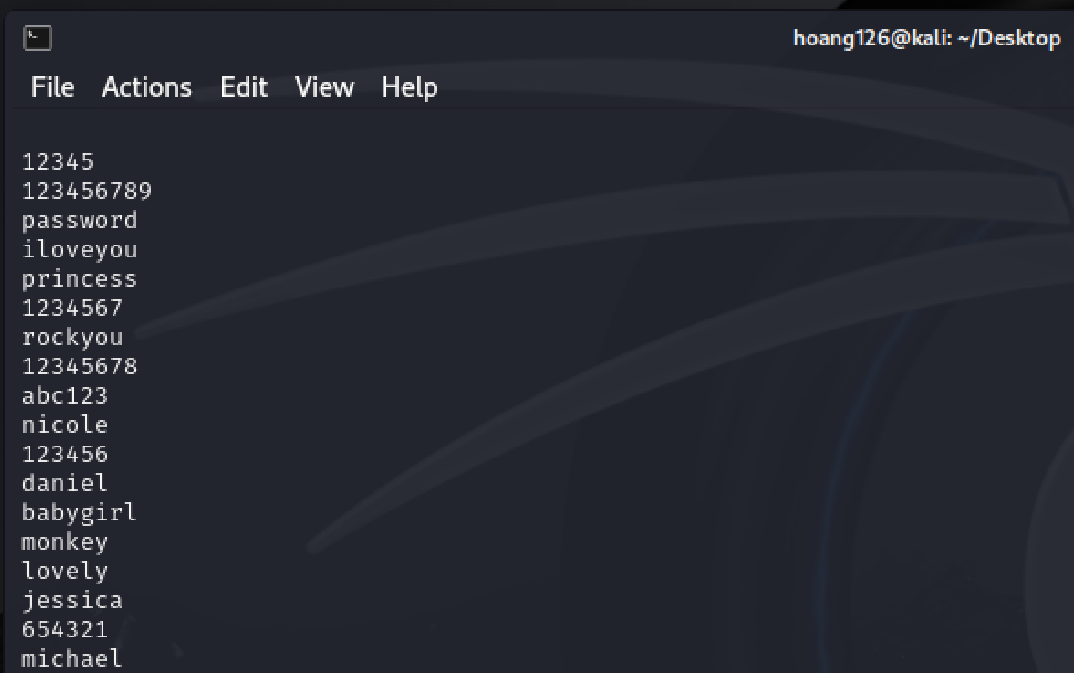 hoang126@kali: ~/Desktop
File Actions Edit View Help
12345
123456789
password
iloveyou
princess
1234567
rockyou
12345678
abc123
nicole
123456
daniel
babygirl
monkey
lovely
jessica
654321
michael